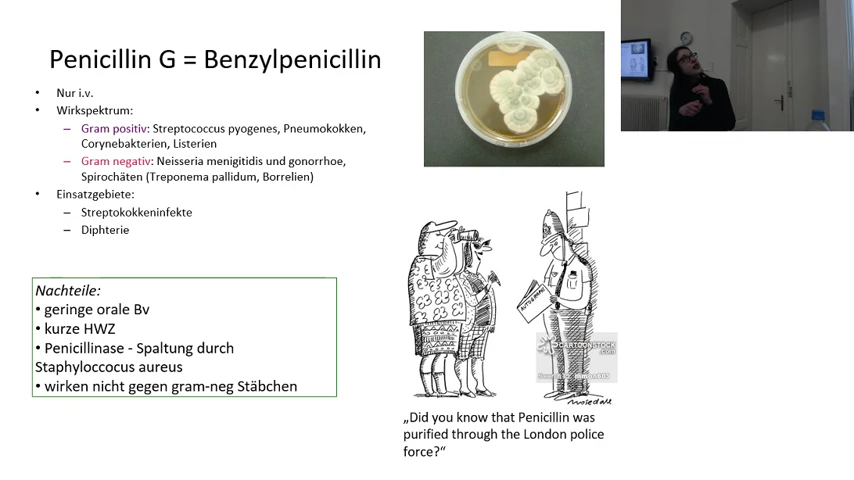 Penicillin G = Benzylpenicillin
• Nur i.v.
• Wirkspektrum:
– Gram positiv: Streptococcus pyogenes, Pneumokokken,
Corynebakterien, Listerien
– Gram negativ: Neisseria menigitidis und gonorrhoe,
Spirochäten (Treponema pallidum, Borrelien)
• Einsatzgebiete:
– Streptokokkeninfekte
– Diphterie
Nachteile:
• geringe orale Bv
• kurze HWZ
• Penicillinase - Spaltung durch
Staphyloccocus aureus
• wirken nicht gegen gram-neg Stäbchen
CARTOONSTOCK
.com
„Did you know that Penicillin was
purified through the London police
force?“